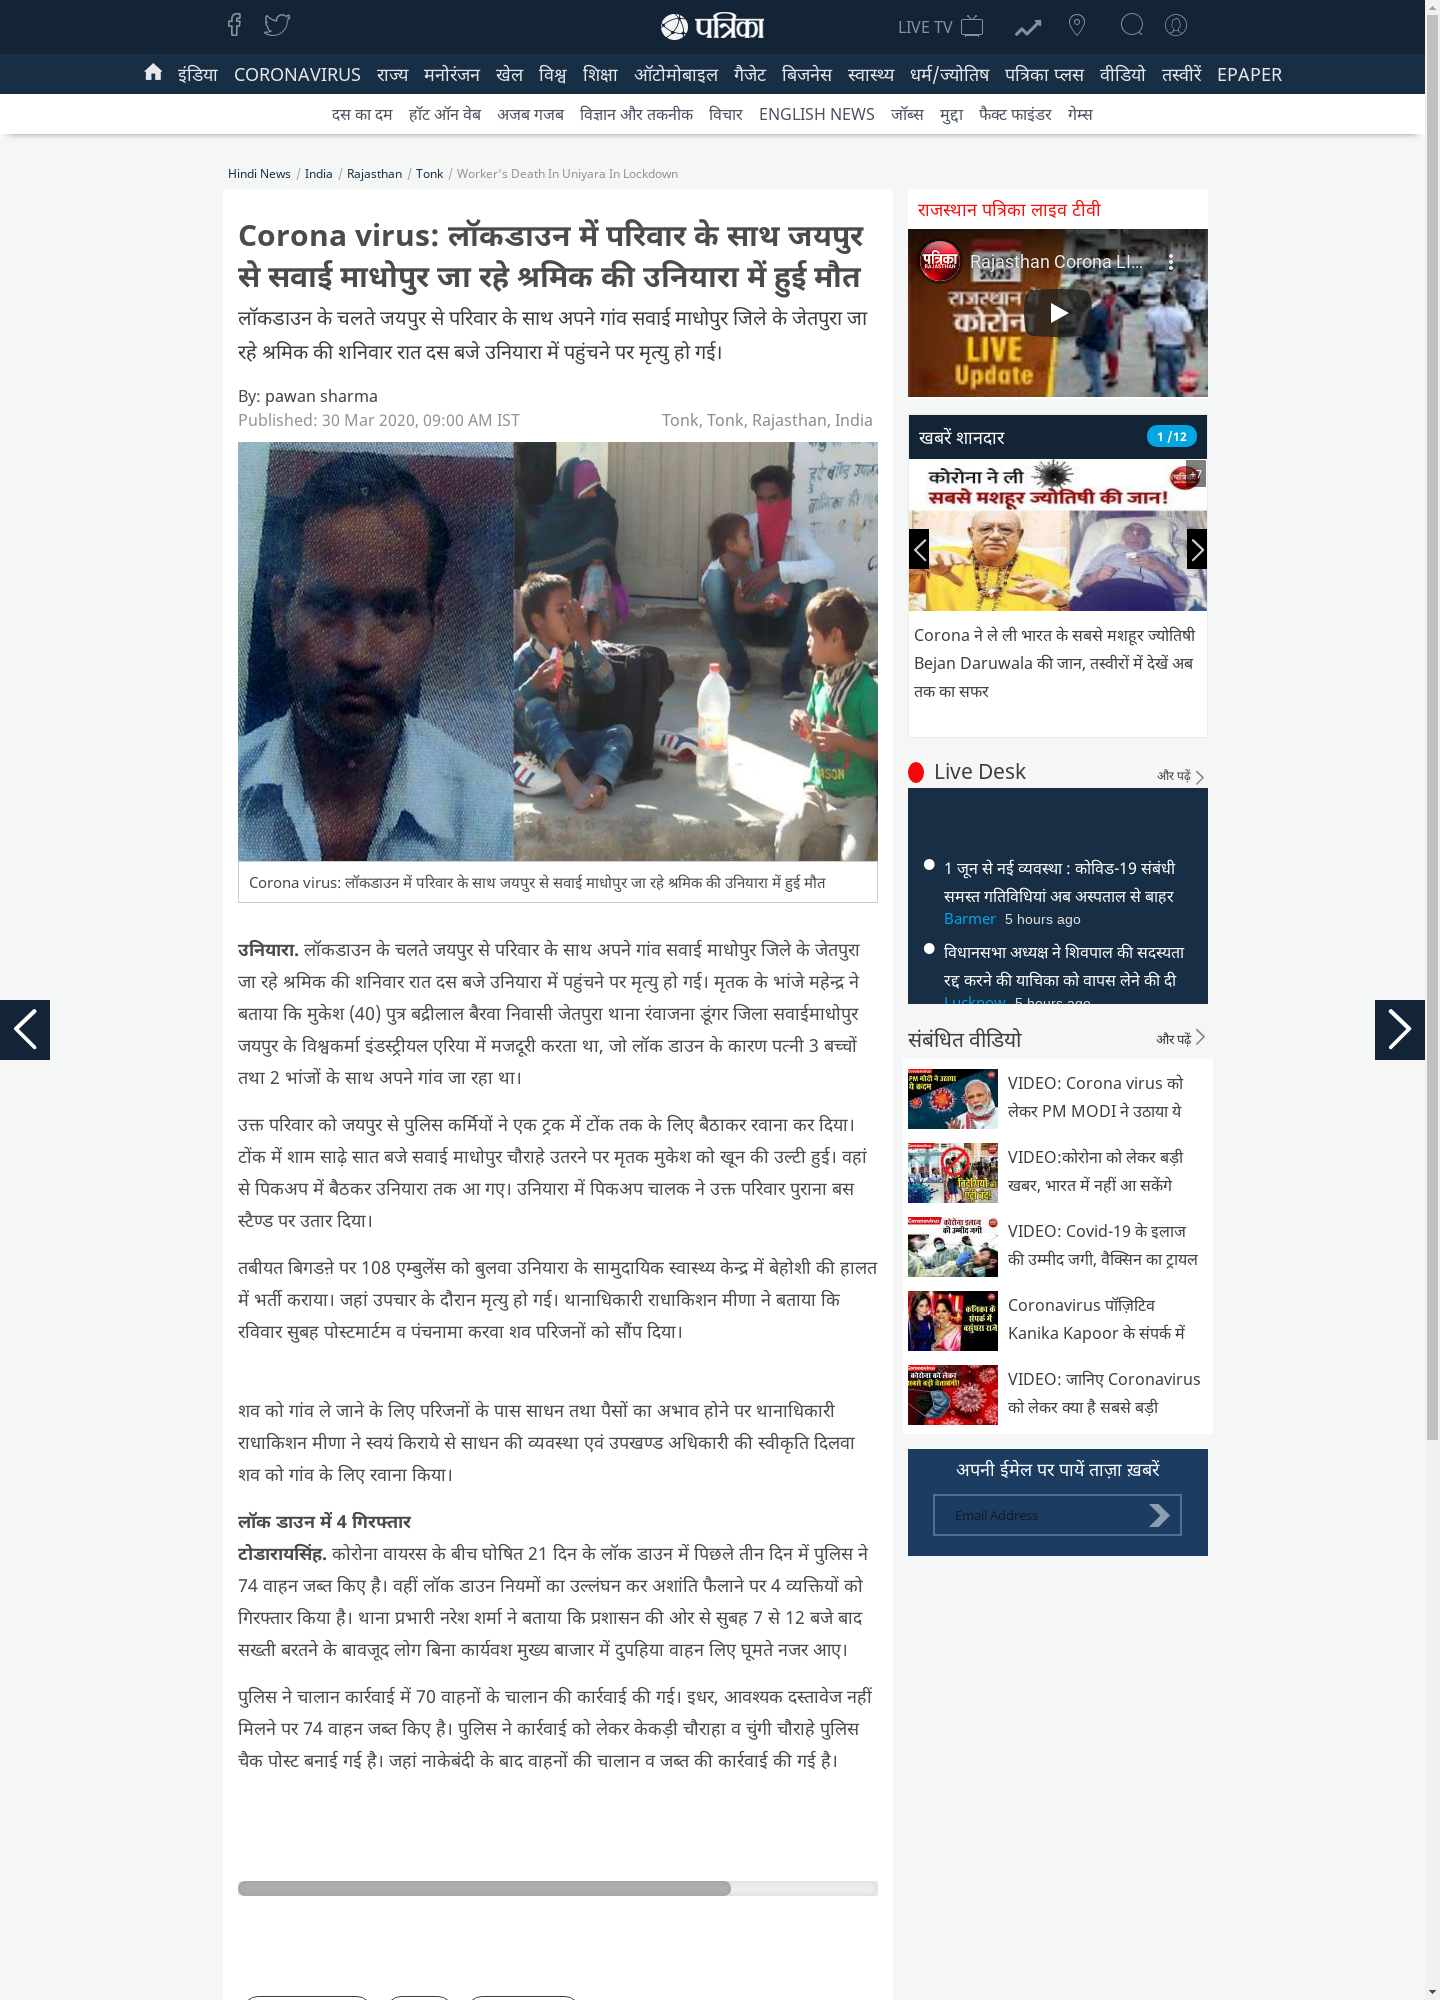 पत्रिका
LIVE TV
इंडिया CORONAVIRUS राज्य मनोरंजन खेल विश्व शिक्षा ऑटोमोबाइल गैजेट बिजनेस स्वास्थ्य धर्म/ज्योतिष पत्रिका प्लस वीडियो तस्वीरें EPAPER
दस का दम हॉट ऑन वेब अजब गजब विज्ञान और तकनीक विचार ENGLISH NEWS जॉब्स मुद्दा फैक्ट फाइंडर गेम्स
Hindi News / India / Rajasthan / Tonk / Worker's Death In Uniyara In Lockdown
Corona virus: लॉकडाउन में परिवार के साथ जयपुर
से सवाई माधोपुर जा रहे श्रमिक की उनियारा में हुई मौत
लॉकडाउन के चलते जयपुर से परिवार के साथ अपने गांव सवाई माधोपुर जिले के जेतपुरा जा
रहे श्रमिक की शनिवार रात दस बजे उनियारा में पहुंचने पर मृत्यु हो गई।
By: pawan sharma
Published: 30 Mar 2020, 09:00 AM IST
Tonk, Tonk, Rajasthan, India
Corona virus: लॉकडाउन में परिवार के साथ जयपुर से सवाई माधोपुर जा रहे श्रमिक की उनियारा में हुई मौत
उनियारा. लॉकडाउन के चलते जयपुर से परिवार के साथ अपने गांव सवाई माधोपुर जिले के जेतपुरा
जा रहे श्रमिक की शनिवार रात दस बजे उनियारा में पहुंचने पर मृत्यु हो गई। मृतक के भांजे महेन्द्र ने
बताया कि मुकेश (40) पुत्र बद्रीलाल बैरवा निवासी जेतपुरा थाना रंवाजना डूंगर जिला सवाईमाधोपुर
जयपुर के विश्वकर्मा इंडस्ट्रीयल एरिया में मजदूरी करता था, जो लॉक डाउन के कारण पत्नी 3 बच्चों
तथा 2 भांजों के साथ अपने गांव जा रहा था।
उक्त परिवार को जयपुर से पुलिस कर्मियों ने एक ट्रक में टोंक तक के लिए बैठाकर रवाना कर दिया।
टोंक में शाम साढ़े सात बजे सवाई माधोपुर चौराहे उतरने पर मृतक मुकेश को खून की उल्टी हुई। वहां
से पिकअप में बैठकर उनियारा तक आ गए। उनियारा में पिकअप चालक ने उक्त परिवार पुराना बस
स्टैण्ड पर उतार दिया।
तबीयत बिगडऩे पर 108 एम्बुलेंस को बुलवा उनियारा के सामुदायिक स्वास्थ्य केन्द्र में बेहोशी की हालत
में भर्ती कराया। जहां उपचार के दौरान मृत्यु हो गई। थानाधिकारी राधाकिशन मीणा ने बताया कि
रविवार सुबह पोस्टमार्टम व पंचनामा करवा शव परिजनों को सौंप दिया।
शव को गांव ले जाने के लिए परिजनों के पास साधन तथा पैसों का अभाव होने पर थानाधिकारी
राधाकिशन मीणा ने स्वयं किराये से साधन की व्यवस्था एवं उपखण्ड अधिकारी की स्वीकृति दिलवा
शव को गांव के लिए रवाना किया।
लॉक डाउन में 4 गिरफ्तार
टोडारायसिंह. कोरोना वायरस के बीच घोषित 21 दिन के लॉक डाउन में पिछले तीन दिन में पुलिस ने
74 वाहन जब्त किए है। वहीं लॉक डाउन नियमों का उल्लंघन कर अशांति फैलाने पर 4 व्यक्तियों को
गिरफ्तार किया है। थाना प्रभारी नरेश शर्मा ने बताया कि प्रशासन की ओर से सुबह 7 से 12 बजे बाद
सख्ती बरतने के बावजूद लोग बिना कार्यवश मुख्य बाजार में दुपहिया वाहन लिए घूमते नजर आए।
पुलिस ने चालान कार्रवाई में 70 वाहनों के चालान की कार्रवाई की गई। इधर, आवश्यक दस्तावेज नहीं
मिलने पर 74 वाहन जब्त किए है। पुलिस ने कार्रवाई को लेकर केकड़ी चौराहा व चुंगी चौराहे पुलिस
चैक पोस्ट बनाई गई है। जहां नाकेबंदी के बाद वाहनों की चालान व जब्त की कार्रवाई की गई है।
राजस्थान पत्रिका लाइव टीवी
पत्रिका
RAJASTHAN
Rajasthan Corona LI...
राजस्थान
LIVE
Update
खबरें शानदार
1 /12
+7
कोरोना ने ली
सबसे मशहूर ज्योतिषी की जान!
Corona ने ले ली भारत के सबसे मशहूर ज्योतिषी
Bejan Daruwala की जान, तस्वीरों में देखें अब
तक का सफर
Live Desk
और पढ़ें
1 जून से नई व्यवस्था : कोविड-19 संबंधी
समस्त गतिविधियां अब अस्पताल से बाहर
Barmer 5 hours ago
विधानसभा अध्यक्ष ने शिवपाल की सदस्यता
रद्द करने की याचिका को वापस लेने की दी
Lucknow 5 hours ago
संबंधित वीडियो
और पढ़ें
VIDEO: Corona virus को
लेकर PM MODI ने उठाया ये
VIDEO:कोरोना को लेकर बड़ी
खबर, भारत में नहीं आ सकेंगे
VIDEO: Covid-19 के इलाज
की उम्मीद जगी, वैक्सिन का ट्रायल
Coronavirus पॉज़िटिव
Kanika Kapoor के संपर्क में
VIDEO: जानिए Coronavirus
को लेकर क्या है सबसे बड़ी
अपनी ईमेल पर पायें ताज़ा ख़बरें
Email Address